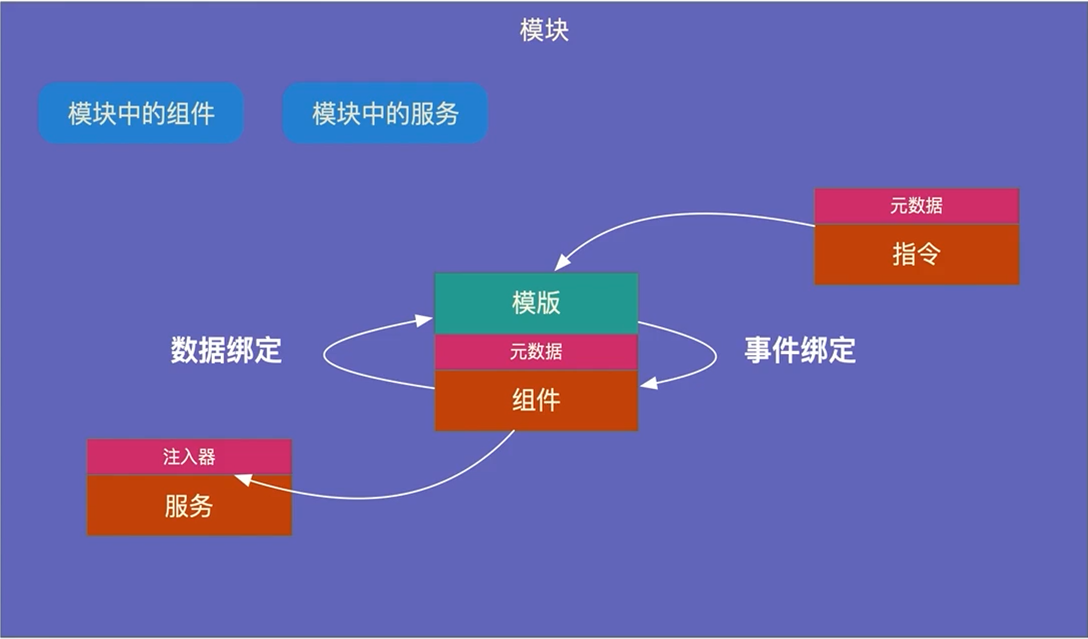 模块
模块中的组件
模块中的服务
元数据
指令
模版
数据绑定
元数据
事件绑定
组件
注入器
服务